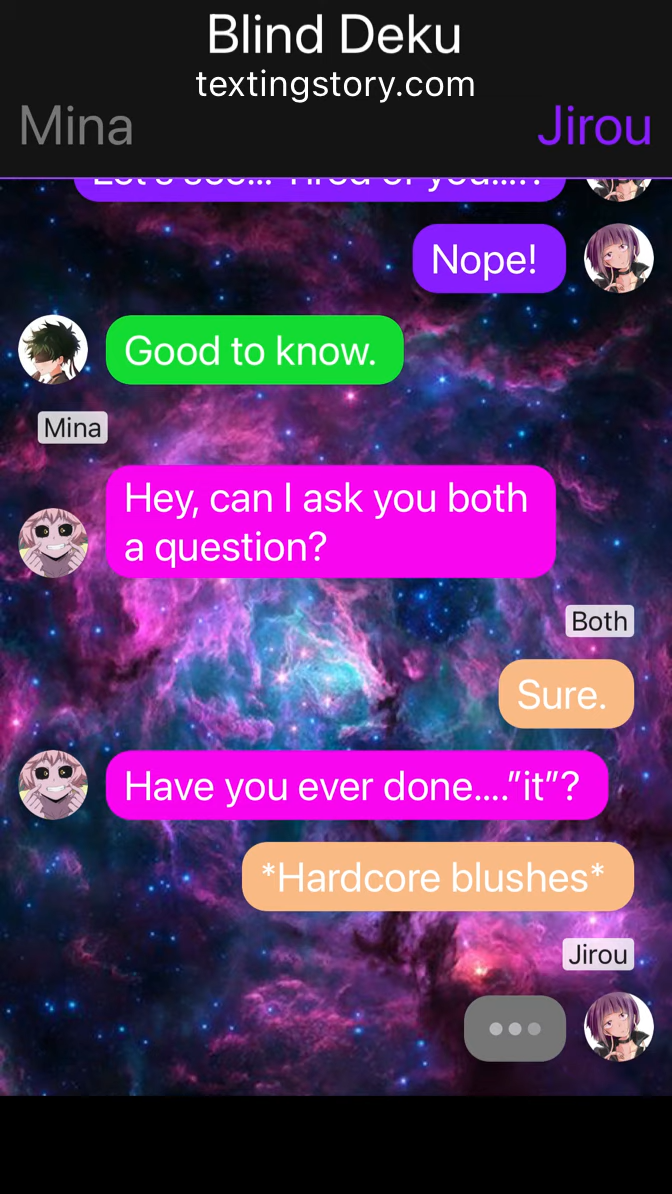 Blind Deku
textingstory.com
Mina
Jirou
Nope!
Good to know.
Mina
Hey, can I ask you both
a question?
Both
Sure.
Have you ever done....”it”?
*Hardcore blushes*
Jirou